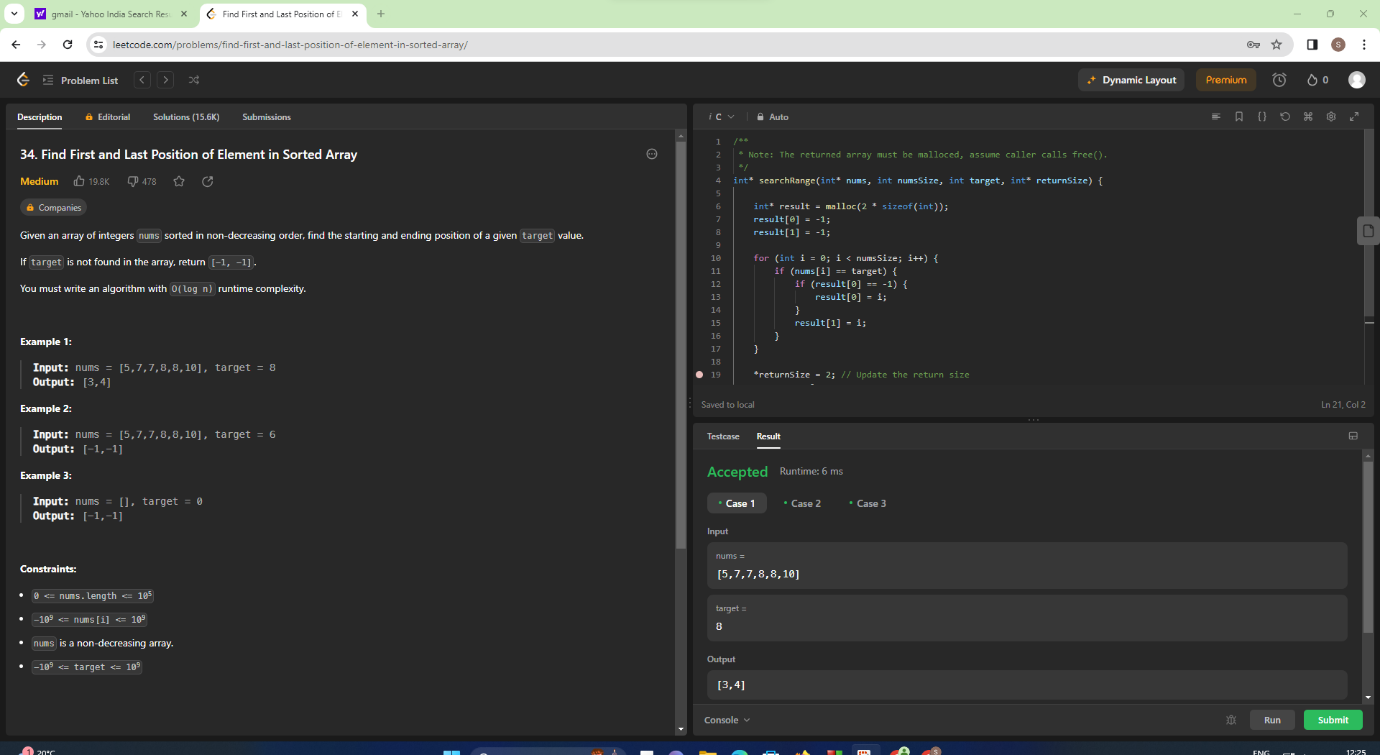 gmail - Yahoo India Search Res
Find First and Last Position of El
leetcode.com/problems/find-first-and-last-position-of-element-in-sorted-array/
S
Problem List
Dynamic Layout
Premium
0
Description
Editorial
Solutions (15.6K)
Submissions
34. Find First and Last Position of Element in Sorted Array
Medium
19.8K
478
Companies
Given an array of integers nums sorted in non-decreasing order, find the starting and ending position of a given target value.
If target is not found in the array, return [-1, -1].
You must write an algorithm with O(log n) runtime complexity.
Example 1:
Input: nums = [5,7,7,8,8,10], target = 8
Output: [3,4]
Example 2:
Input: nums = [5,7,7,8,8,10], target = 6
Output: [-1,-1]
Example 3:
Input: nums = [], target = 0
Output: [-1,-1]
Constraints:
• 0 <= nums.length <= 10⁵
• -10⁹ <= nums[i] <= 10⁹
• nums is a non-decreasing array.
• -10⁹ <= target <= 10⁹
i C
Auto
1 /**
2 * Note: The returned array must be malloced, assume caller calls free().
3 */
4 int* searchRange(int* nums, int numsSize, int target, int* returnSize) {
5
6 int* result = malloc(2 * sizeof(int));
7 result[0] = -1;
8 result[1] = -1;
9
10 for (int i = 0; i < numsSize; i++) {
11 if (nums[i] == target) {
12 if (result[0] == -1) {
13 result[0] = i;
14 }
15 result[1] = i;
16 }
17 }
18
19 *returnSize = 2; // Update the return size
Saved to local
Ln 21, Col 2
Testcase
Result
Accepted
Runtime: 6 ms
• Case 1
• Case 2
• Case 3
Input
nums =
[5,7,7,8,8,10]
target =
8
Output
[3,4]
Console
Run
Submit
1
20°C
ENG
12:25